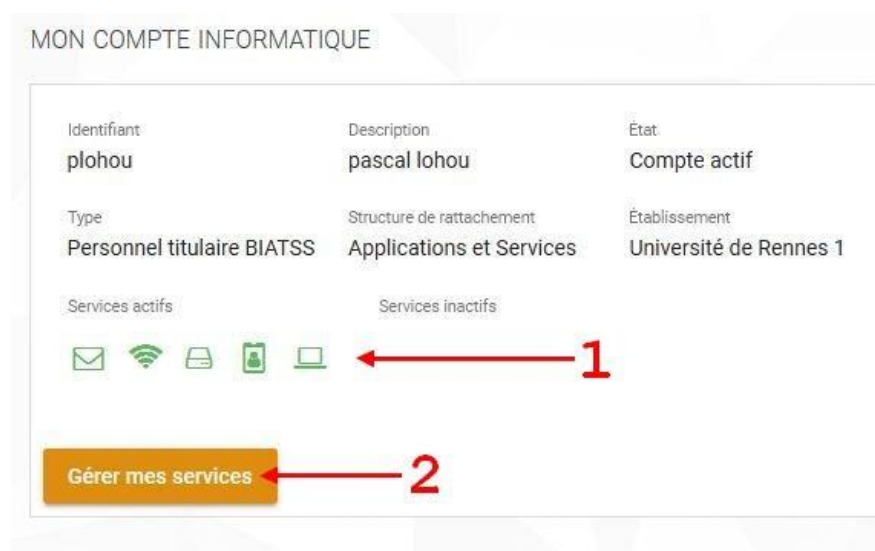 MON COMPTE INFORMATIQUE
Identifiant Description État
plohou pascal lohou Compte actif
Type Structure de rattachement Établissement
Personnel titulaire BIATSS Applications et Services Université de Rennes 1
Services actifs Services inactifs
1
Gérer mes services 2